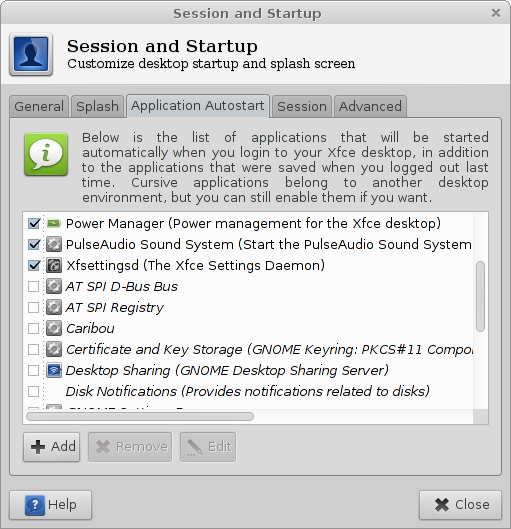 Session and Startup
Session and Startup
Customize desktop startup and splash screen
General Splash Application Autostart Session Advanced
Below is the list of applications that will be started
automatically when you login to your Xfce desktop, in addition
to the applications that were saved when you logged out last
time. Cursive applications belong to another desktop
environment, but you can still enable them if you want.
Power Manager (Power management for the Xfce desktop)
PulseAudio Sound System (Start the PulseAudio Sound System
Xfsettingsd (The Xfce Settings Daemon)
AT SPI D-Bus Bus
AT SPI Registry
Caribou
Certificate and Key Storage (GNOME Keyring: PKCS#11 Compo
Desktop Sharing (GNOME Desktop Sharing Server)
Disk Notifications (Provides notifications related to disks)
Add Remove Edit
Help Close